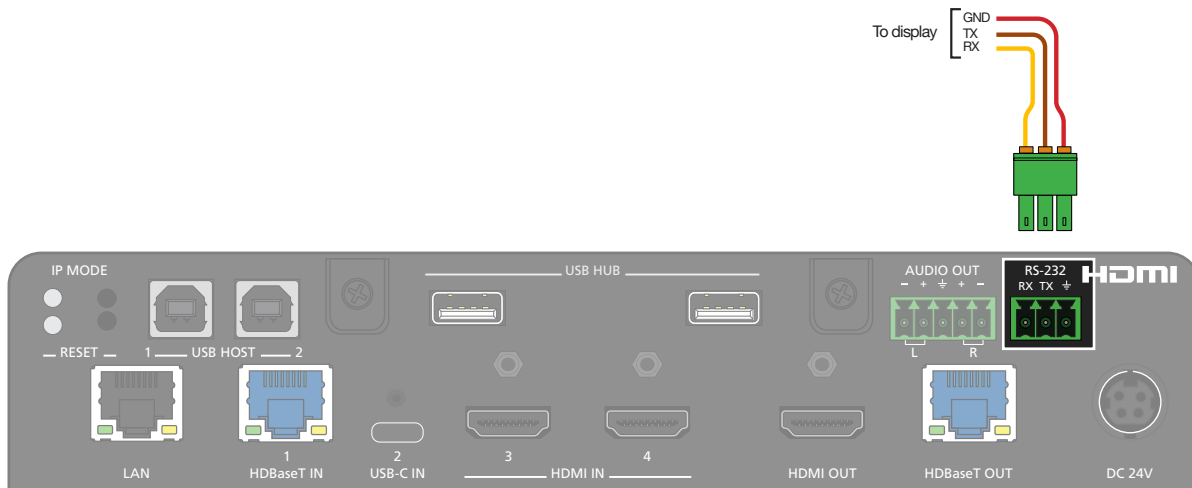 GND
To display
TX
RX
IP MODE
USB HUB
AUDIO OUT
RS-232
HDMI
− + ⏚ + −
RX TX ⏚
RESET
1 USB HOST 2
L R
1 2 3 4
LAN
HDBaseT IN
USB-C IN
HDMI IN
HDMI OUT
HDBaseT OUT
DC 24V